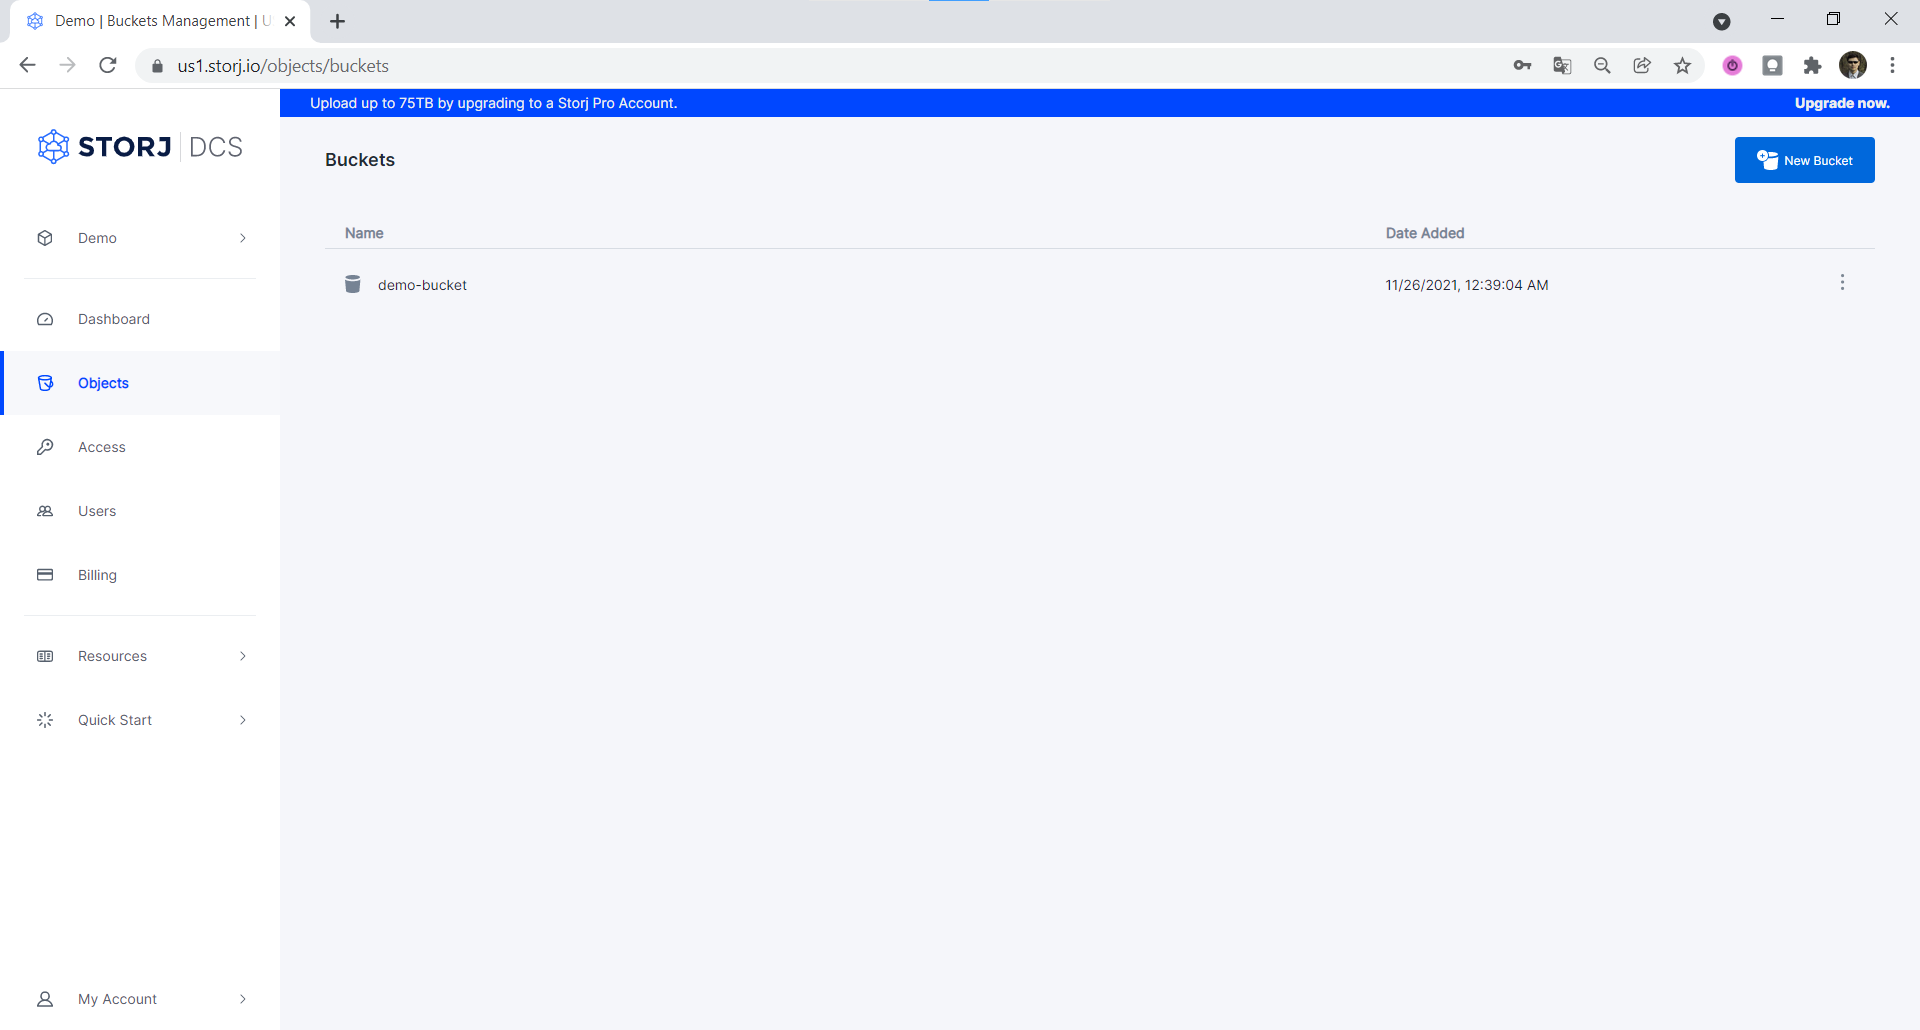 Demo | Buckets Management | U
us1.storj.io/objects/buckets
Upload up to 75TB by upgrading to a Storj Pro Account.
Upgrade now.
STORJ | DCS
Buckets
New Bucket
Demo
Name
Date Added
demo-bucket
11/26/2021, 12:39:04 AM
Dashboard
Objects
Access
Users
Billing
Resources
Quick Start
My Account